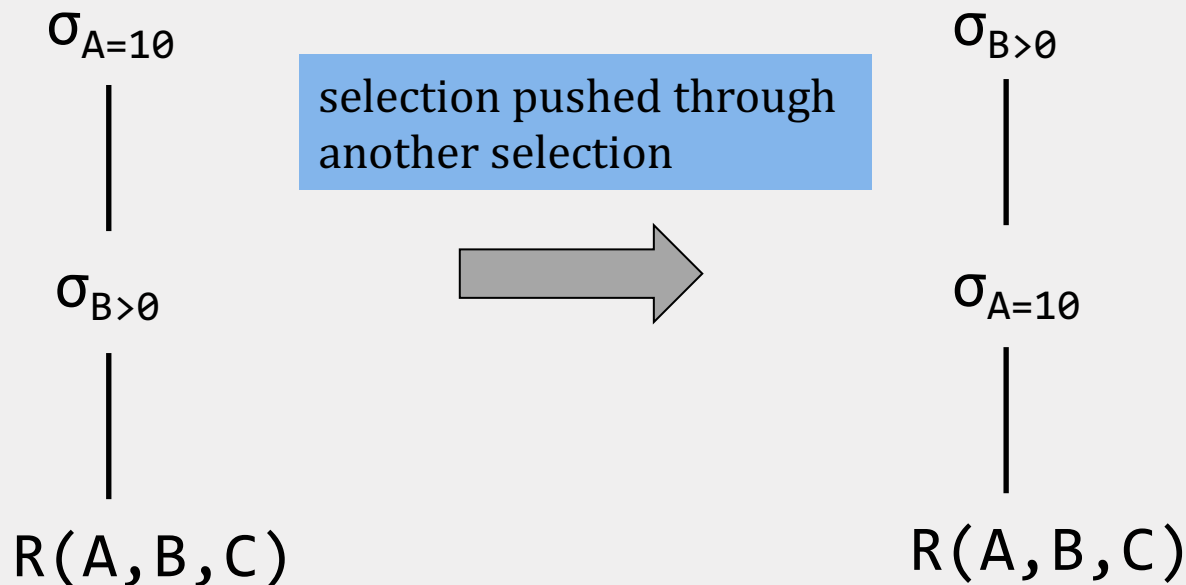 σA=10
σB>0
selection pushed through
another selection
σB>0
σA=10
R(A,B,C)
R(A,B,C)